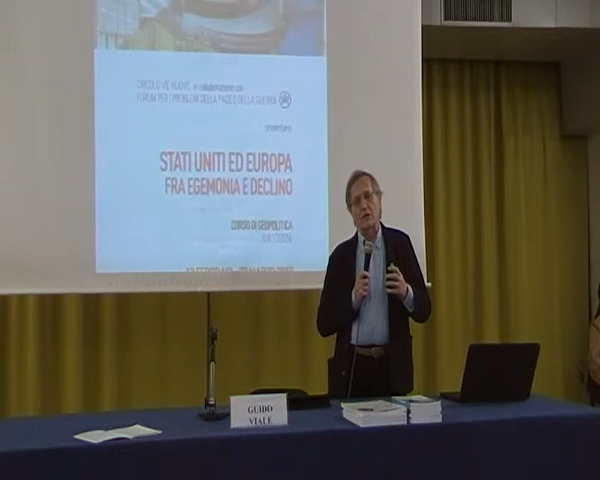 CIRCOLO VIE NUOVE in collaborazione con
FORUM PER I PROBLEMI DELLA PACE E DELLA GUERRA
presentano
STATI UNITI ED EUROPA
FRA EGEMONIA E DECLINO
CORSO DI GEOPOLITICA
EDIZIONE
GUIDO
VIALE